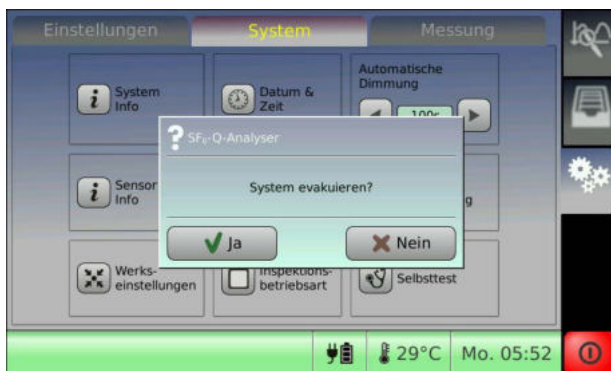 Einstellungen
System
Messung
System
Info
Datum &
Zeit
Automatische
Dimmung
100s
SF₆-Q-Analyser
System evakuieren?
Ja
Nein
Sensor
Info
g
Werks-
einstellungen
Inspektions-
betriebsart
Selbsttest
29°C
Mo. 05:52